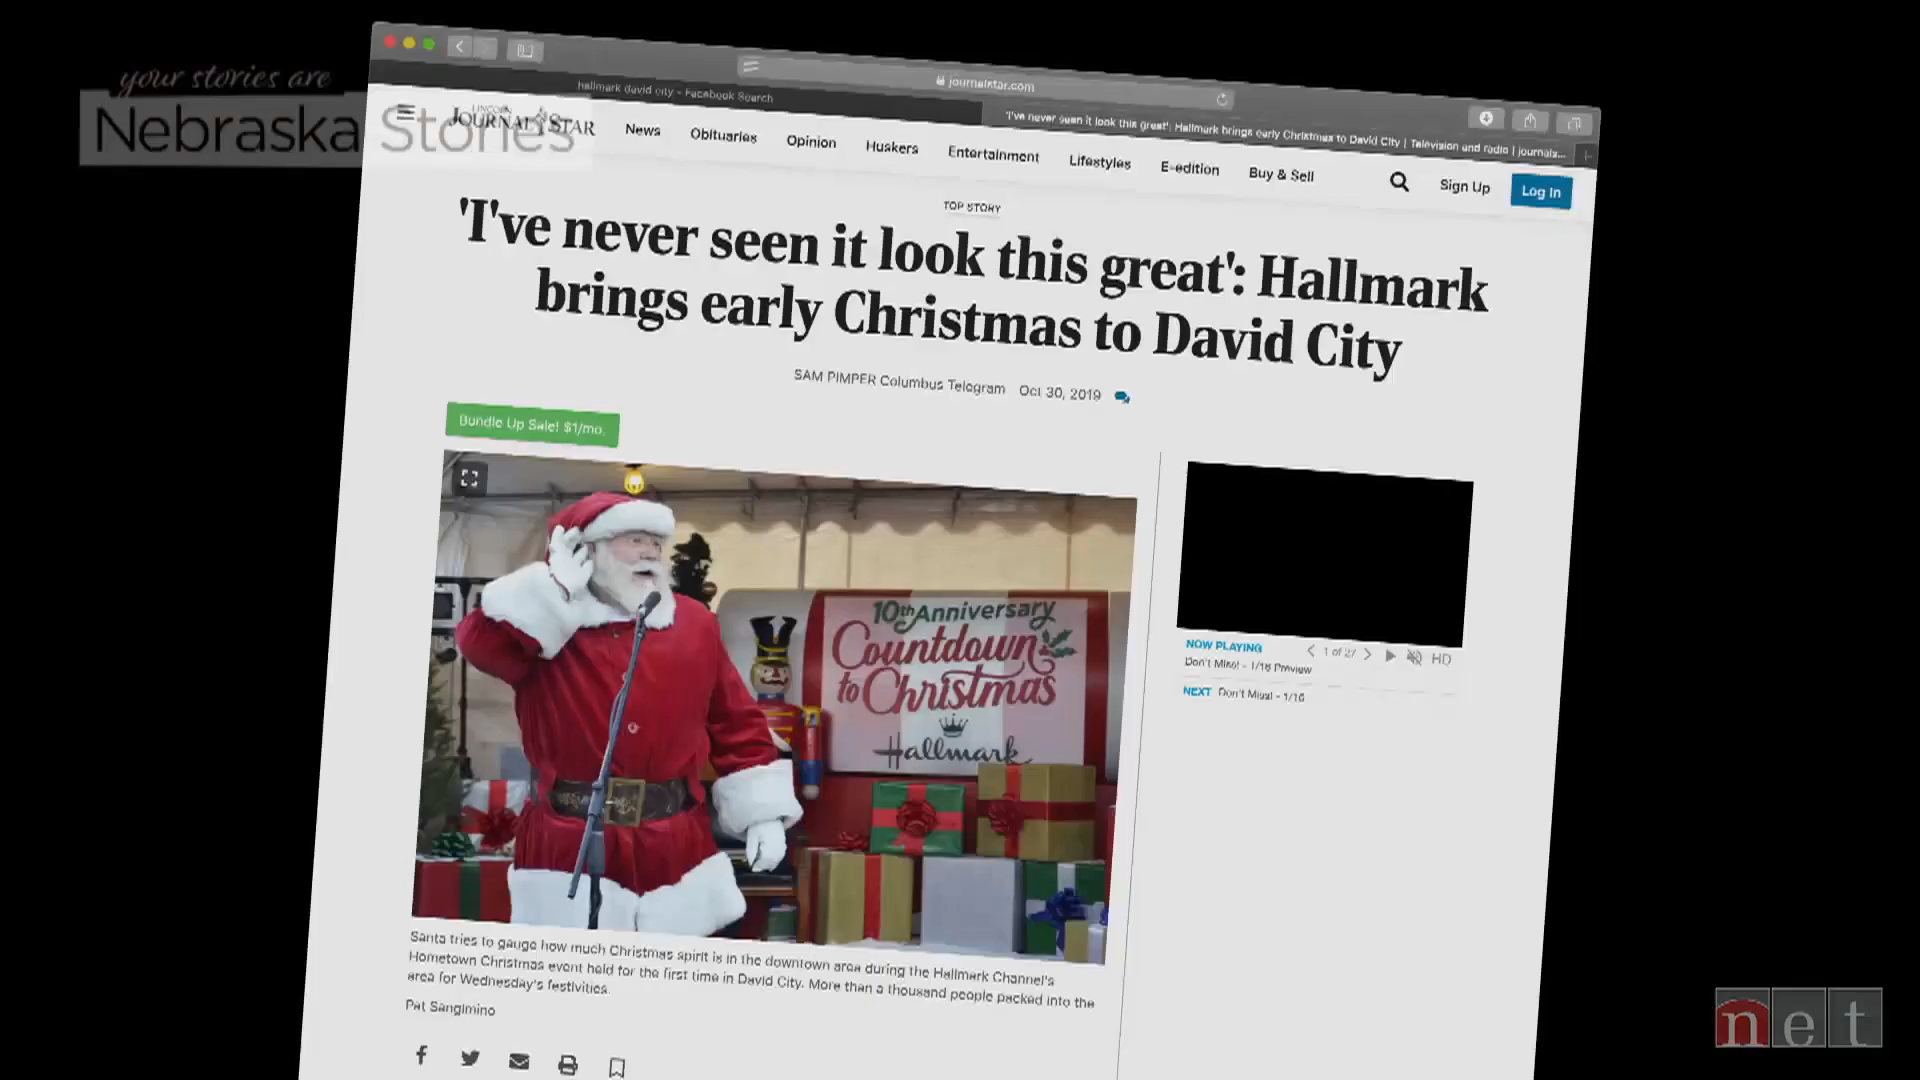 your stories are
Nebraska Stories
hallmark david city - Facebook Search
journalstar.com
'I've never seen it look this great': Hallmark brings early Christmas to David City | Television and radio | journals...
LINCOLN
JOURNAL STAR
News
Obituaries
Opinion
Huskers
Entertainment
Lifestyles
E-edition
Buy & Sell
Sign Up
Log In
TOP STORY
'I've never seen it look this great': Hallmark
brings early Christmas to David City
SAM PIMPER Columbus Telegram Oct 30, 2019
Bundle Up Sale! $1/mo.
10th Anniversary
Countdown
to Christmas
Hallmark
NOW PLAYING
1 of 27
HD
Don't Miss! - 1/16 Preview
NEXT Don't Miss! - 1/16
Santa tries to gauge how much Christmas spirit is in the downtown area during the Hallmark Channel's
Hometown Christmas event held for the first time in David City. More than a thousand people packed into the
area for Wednesday's festivities.
Pat Sangimino
net